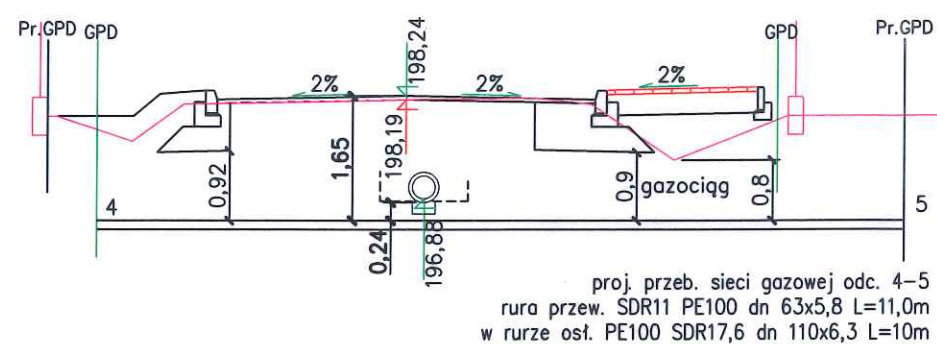 Pr.GPD
GPD
198,24
GPD
Pr.GPD
2%
2%
2%
198,19
1,65
0,92
0,9
gazociąg
0,8
4
5
0,24
196,88
proj. przeb. sieci gazowej odc. 4-5
rura przew. SDR11 PE100 dn 63x5,8 L=11,0m
w rurze osł. PE100 SDR17,6 dn 110x6,3 L=10m